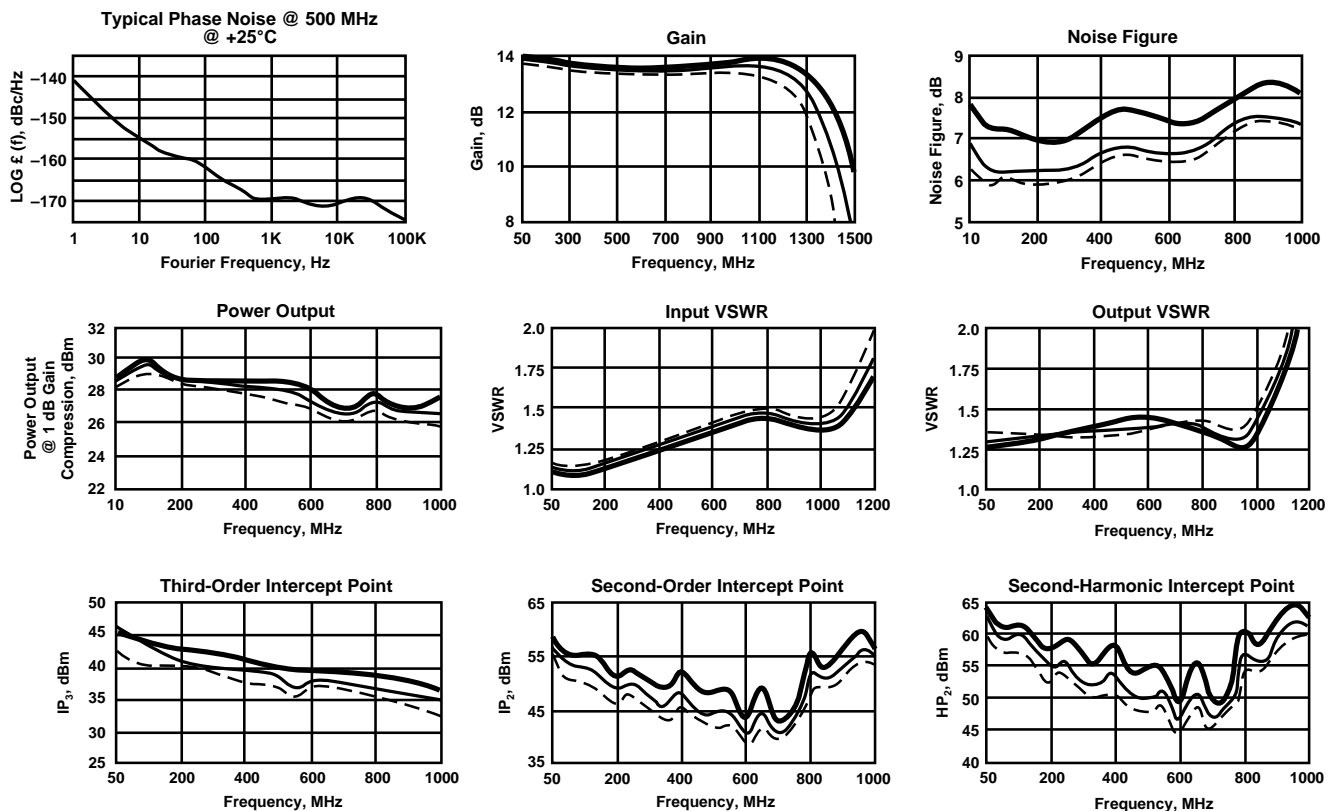 Typical Phase Noise @ 500 MHz
@ +25°C
LOG £ (f), dBc/Hz
–140
–150
–160
–170
1 10 100 1K 10K 100K
Fourier Frequency, Hz
Gain
Gain, dB
14
12
10
8
50 300 500 700 900 1100 1300 1500
Frequency, MHz
Noise Figure
Noise Figure, dB
9
8
7
6
5
10 200 400 600 800 1000
Frequency, MHz
Power Output
Power Output
@ 1 dB Gain
Compression, dBm
32
30
28
26
24
22
10 200 400 600 800 1000
Frequency, MHz
Input VSWR
VSWR
2.0
1.75
1.5
1.25
1.0
50 200 400 600 800 1000 1200
Frequency, MHz
Output VSWR
VSWR
2.0
1.75
1.5
1.25
1.0
50 200 400 600 800 1000 1200
Frequency, MHz
Third-Order Intercept Point
IP3, dBm
50
45
40
35
30
25
50 200 400 600 800 1000
Frequency, MHz
Second-Order Intercept Point
IP2, dBm
65
55
45
35
50 200 400 600 800 1000
Frequency, MHz
Second-Harmonic Intercept Point
HP2, dBm
65
60
55
50
45
40
50 200 400 600 800 1000
Frequency, MHz